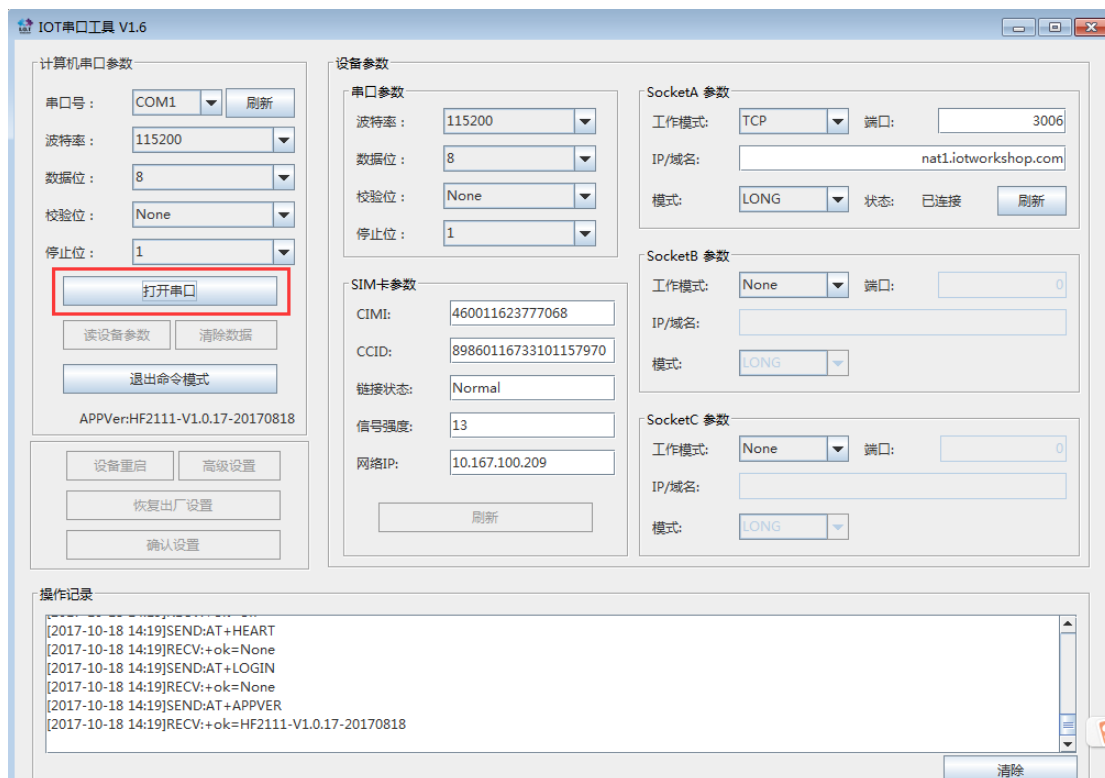 IOT串口工具 V1.6
计算机串口参数
串口号： COM1 刷新
波特率： 115200
数据位： 8
校验位： None
停止位： 1
打开串口
读设备参数 清除数据
退出命令模式
APPVer:HF2111-V1.0.17-20170818
设备重启 高级设置
恢复出厂设置
确认设置
设备参数
串口参数
波特率： 115200
数据位： 8
校验位： None
停止位： 1
SIM卡参数
CIMI: 460011623777068
CCID: 89860116733101157970
链接状态: Normal
信号强度: 13
网络IP: 10.167.100.209
刷新
SocketA 参数
工作模式: TCP 端口: 3006
IP/域名: nat1.iotworkshop.com
模式: LONG 状态: 已连接 刷新
SocketB 参数
工作模式: None 端口: 0
IP/域名:
模式: LONG
SocketC 参数
工作模式: None 端口: 0
IP/域名:
模式: LONG
操作记录
[2017-10-18 14:19]SEND:AT+HEART
[2017-10-18 14:19]RECV:+ok=None
[2017-10-18 14:19]SEND:AT+LOGIN
[2017-10-18 14:19]RECV:+ok=None
[2017-10-18 14:19]SEND:AT+APPVER
[2017-10-18 14:19]RECV:+ok=HF2111-V1.0.17-20170818
清除